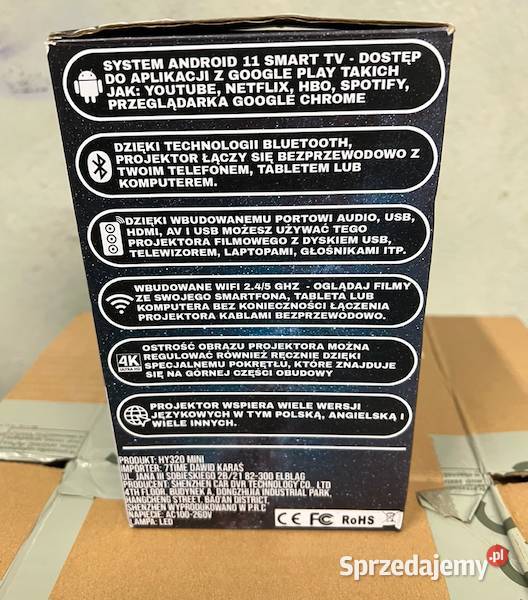 SYSTEM ANDROID 11 SMART TV - DOSTĘP
DO APLIKACJI Z GOOGLE PLAY TAKICH
JAK: YOUTUBE, NETFLIX, HBO, SPOTIFY,
PRZEGLĄDARKA GOOGLE CHROME
DZIĘKI TECHNOLOGII BLUETOOTH,
PROJEKTOR ŁĄCZY SIĘ BEZPRZEWODOWO Z
TWOIM TELEFONEM, TABLETEM LUB
KOMPUTEREM.
DZIĘKI WBUDOWANEMU PORTOWI AUDIO, USB,
HDMI, AV I USB MOŻESZ UŻYWAĆ TEGO
PROJEKTORA FILMOWEGO Z DYSKIEM USB,
TELEWIZOREM, LAPTOPAMI, GŁOŚNIKAMI ITP.
WBUDOWANE WIFI 2.4/5 GHZ - OGLĄDAJ FILMY
ZE SWOJEGO SMARTFONA, TABLETA LUB
KOMPUTERA BEZ KONIECZNOŚCI ŁĄCZENIA
PROJEKTORA KABLAMI BEZPRZEWODOWO.
4K
ULTRA HD
OSTROŚĆ OBRAZU PROJEKTORA MOŻNA
REGULOWAĆ RÓWNIEŻ RĘCZNIE DZIĘKI
SPECJALNEMU POKRĘTŁU, KTÓRE ZNAJDUJE
SIĘ NA GÓRNEJ CZĘŚCI OBUDOWY
PROJEKTOR WSPIERA WIELE WERSJI
JĘZYKOWYCH W TYM POLSKĄ, ANGIELSKĄ I
WIELE INNYCH.
PRODUKT: HY320 MINI
IMPORTER: 7TIME DAWID KARAŚ
UL. JANA III SOBIESKIEGO 2B/21 82-300 ELBLĄG
PRODUCENT: SHENZHEN CAR DVR TECHNOLOGY CO., LTD
4TH FLOOR, BUDYNEK A, DONGZHUA INDUSTRIAL PARK,
HANGCHENG STREET, BAO'AN DISTRICT,
SHENZHEN WYPRODUKOWANO W P.R.C
NAPIĘCIE: AC100-260V
LAMPA: LED
CE FC RoHS
Sprzedajemy.pl